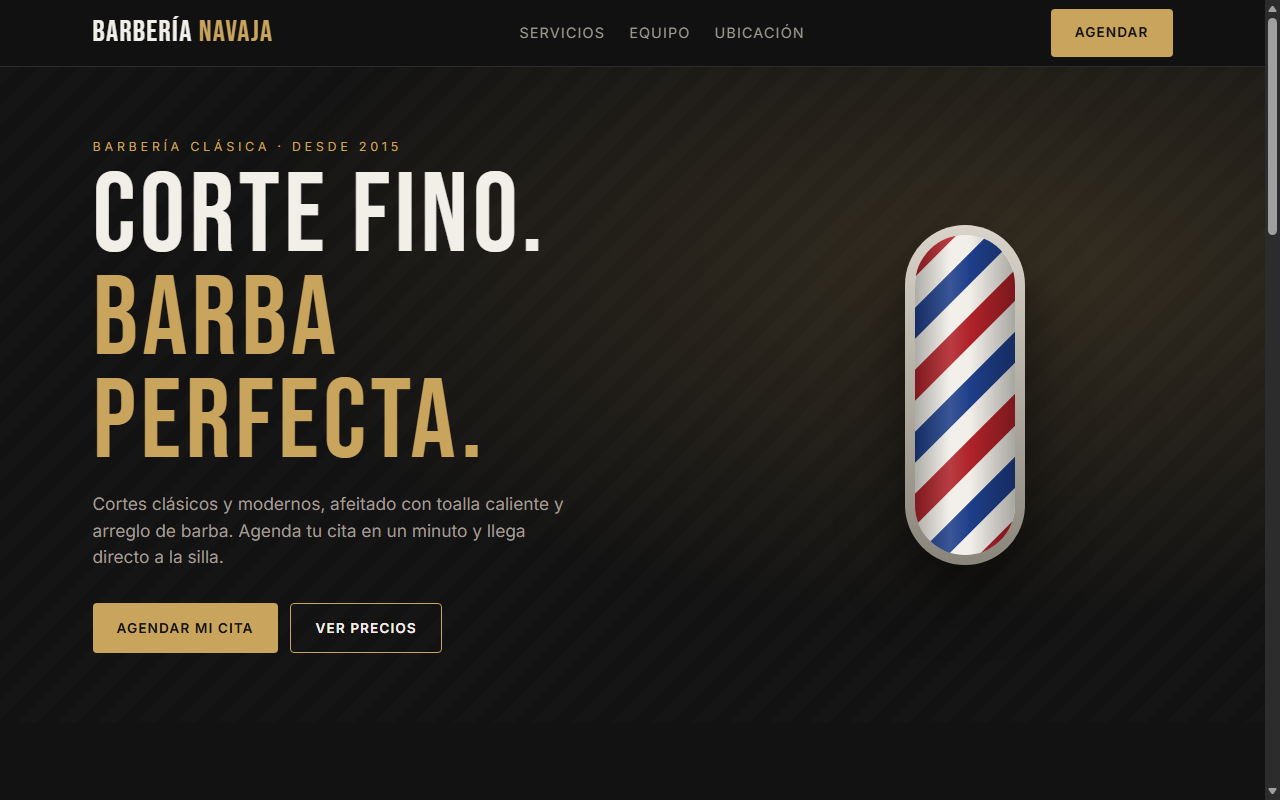 BARBERÍA NAVAJA
SERVICIOS EQUIPO UBICACIÓN
AGENDAR
BARBERÍA CLÁSICA · DESDE 2015
CORTE FINO.
BARBA
PERFECTA.
Cortes clásicos y modernos, afeitado con toalla caliente y
arreglo de barba. Agenda tu cita en un minuto y llega
directo a la silla.
AGENDAR MI CITA
VER PRECIOS